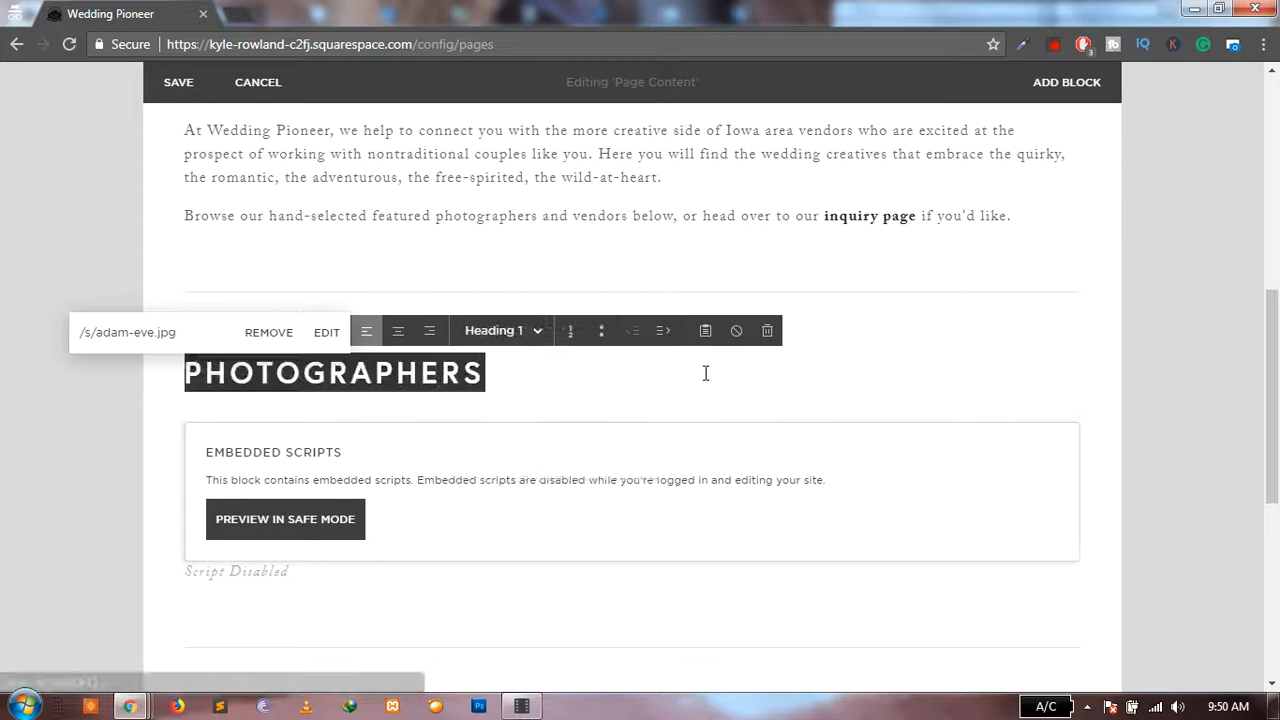 Wedding Pioneer
Secure https://kyle-rowland-c2fj.squarespace.com/config/pages
SAVE CANCEL Editing 'Page Content' ADD BLOCK
At Wedding Pioneer, we help to connect you with the more creative side of Iowa area vendors who are excited at the
prospect of working with nontraditional couples like you. Here you will find the wedding creatives that embrace the quirky,
the romantic, the adventurous, the free-spirited, the wild-at-heart.
Browse our hand-selected featured photographers and vendors below, or head over to our inquiry page if you'd like.
/s/adam-eve.jpg REMOVE EDIT Heading 1
PHOTOGRAPHERS
EMBEDDED SCRIPTS
This block contains embedded scripts. Embedded scripts are disabled while you're logged in and editing your site.
PREVIEW IN SAFE MODE
Script Disabled
A/C 9:50 AM